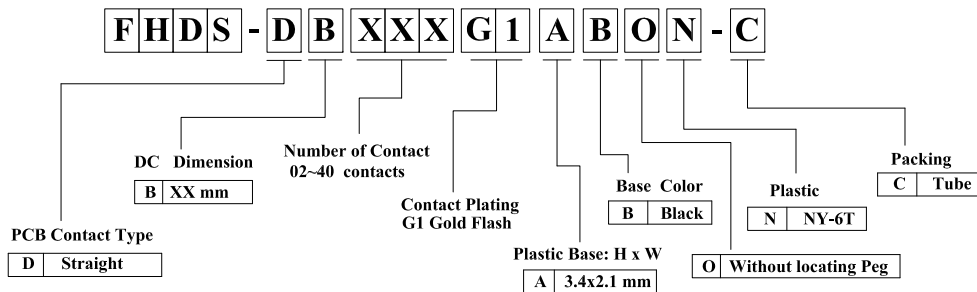 FHDS-DBXXXG1ABON-C
DC Dimension
B XX mm
Number of Contact
02~40 contacts
Packing
C Tube
Base Color
B Black
Plastic
N NY-6T
Contact Plating
G1 Gold Flash
PCB Contact Type
D Straight
Plastic Base: H x W
A 3.4x2.1 mm
O Without locating Peg